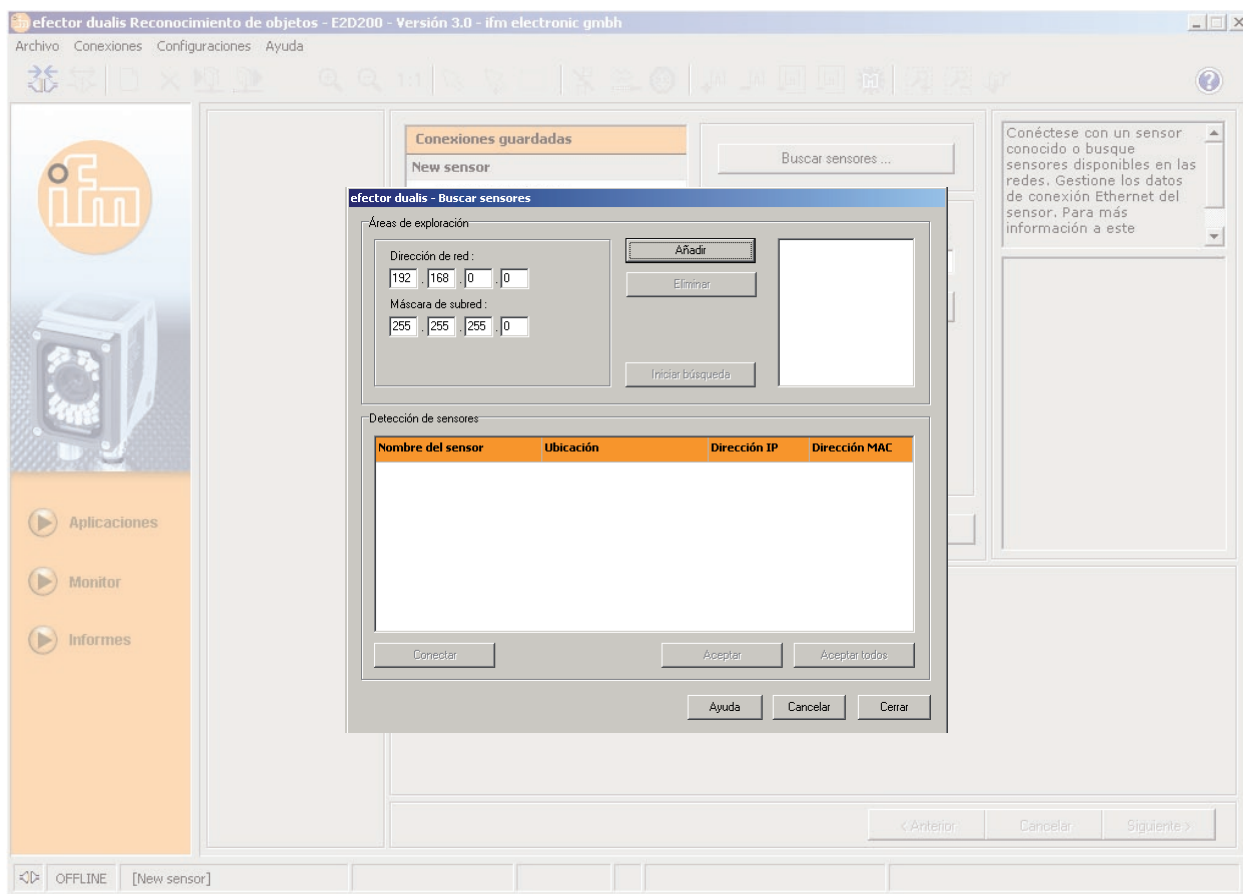 efector dualis Reconocimiento de objetos - E2D200 - Versión 3.0 - ifm electronic gmbh
Archivo Conexiones Configuraciones Ayuda
1:1
ifm
Conexiones guardadas
New sensor
Buscar sensores ...
Conéctese con un sensor
conocido o busque
sensores disponibles en las
redes. Gestione los datos
de conexión Ethernet del
sensor. Para más
información a este
efector dualis - Buscar sensores
Áreas de exploración
Dirección de red :
192 . 168 . 0 . 0
Máscara de subred :
255 . 255 . 255 . 0
Añadir
Eliminar
Iniciar búsqueda
Detección de sensores
Nombre del sensor Ubicación Dirección IP Dirección MAC
Conectar Aceptar Aceptar todos
Ayuda Cancelar Cerrar
Aplicaciones
Monitor
Informes
< Anterior Cancelar Siguiente >
OFFLINE [New sensor]